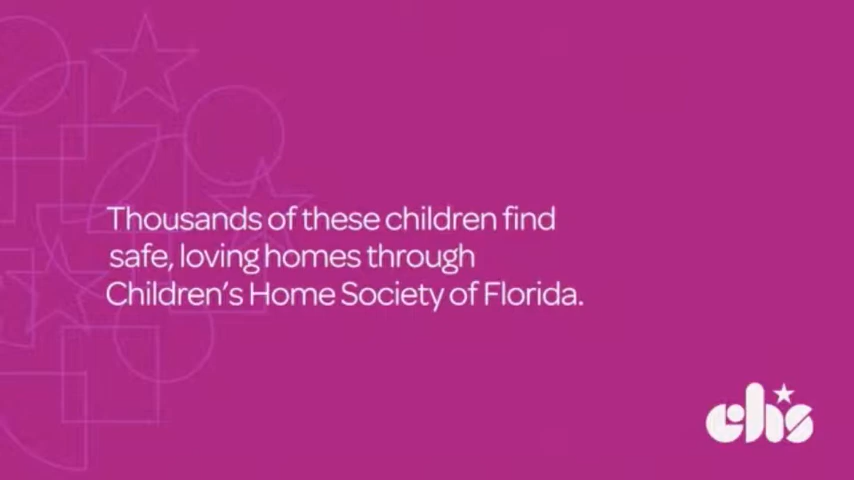 Thousands of these children find
safe, loving homes through
Children's Home Society of Florida.
chs